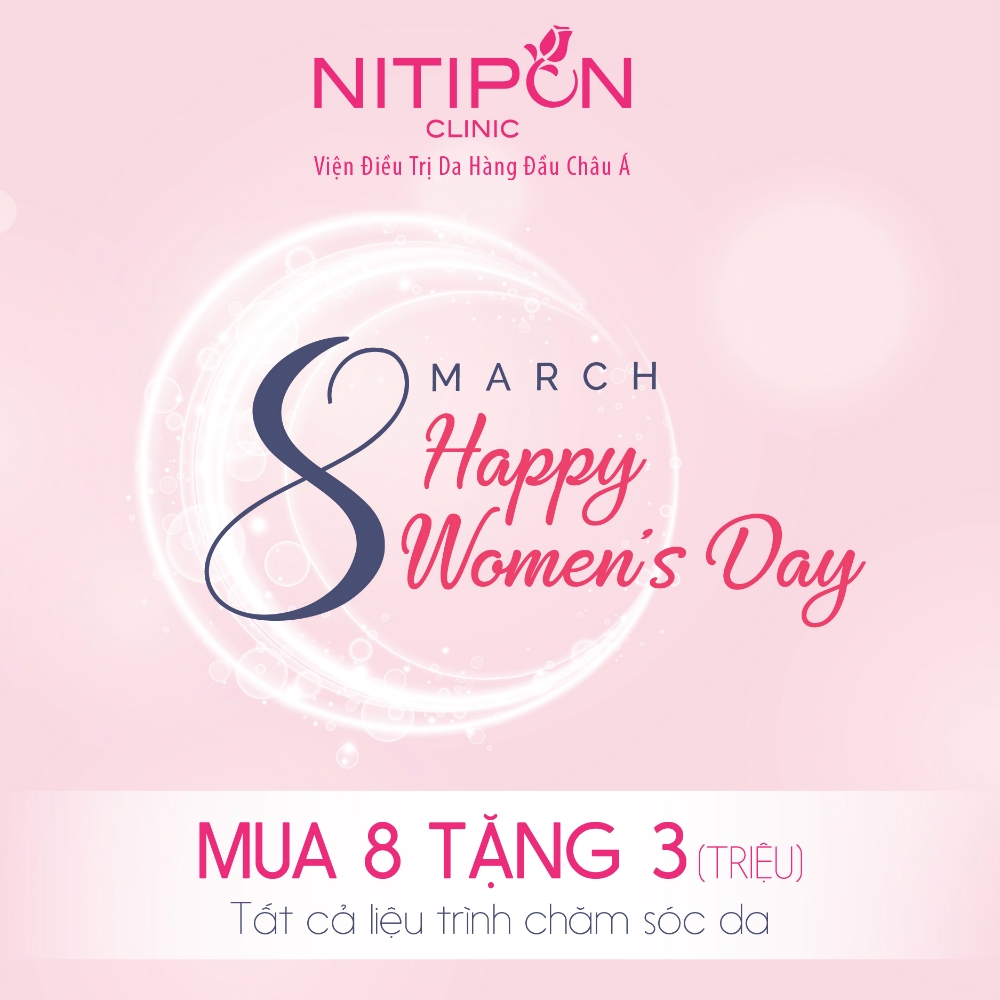 NITIPON
CLINIC
Viện Điều Trị Da Hàng Đầu Châu Á
8 MARCH
Happy
Women's Day
MUA 8 TẶNG 3 (TRIỆU)
Tất cả liệu trình chăm sóc da